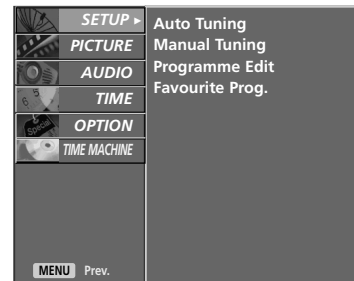 SETUP ►
PICTURE
AUDIO
TIME
OPTION
TIME MACHINE
Auto Tuning
Manual Tuning
Programme Edit
Favourite Prog.
MENU Prev.